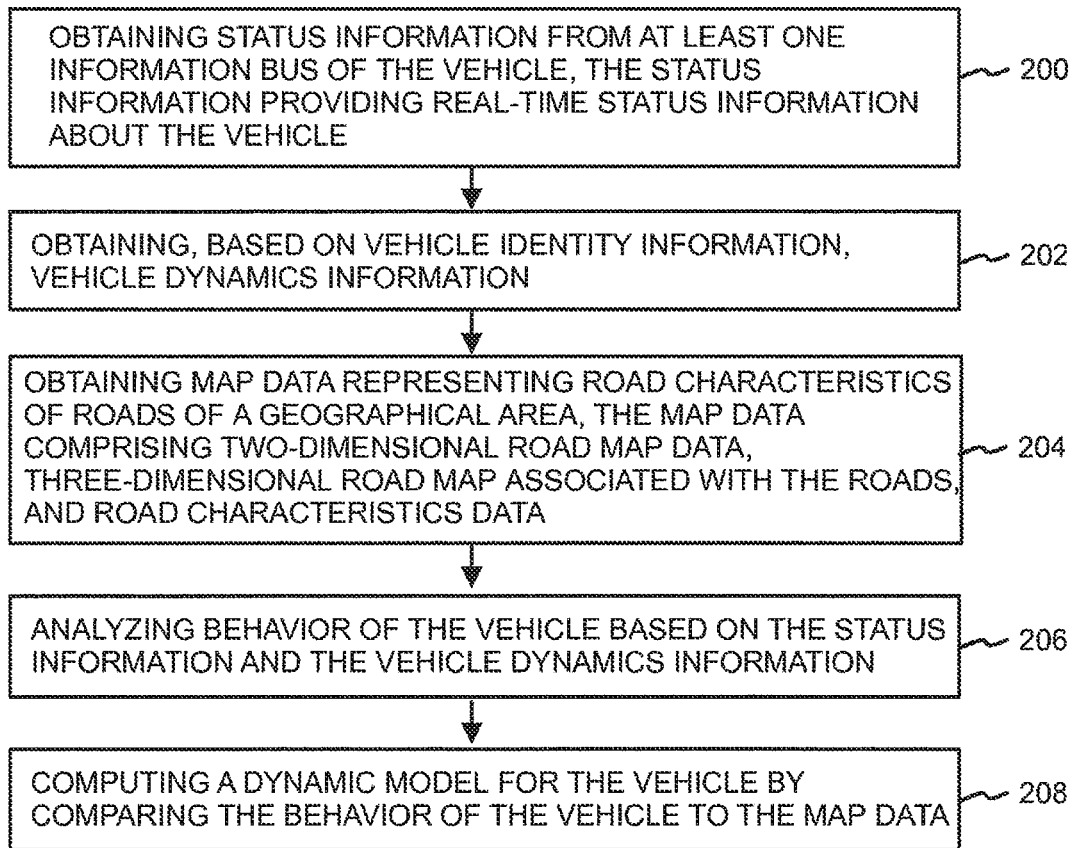 OBTAINING STATUS INFORMATION FROM AT LEAST ONE
INFORMATION BUS OF THE VEHICLE, THE STATUS
INFORMATION PROVIDING REAL-TIME STATUS INFORMATION
ABOUT THE VEHICLE
200
OBTAINING, BASED ON VEHICLE IDENTITY INFORMATION,
VEHICLE DYNAMICS INFORMATION
202
OBTAINING MAP DATA REPRESENTING ROAD CHARACTERISTICS
OF ROADS OF A GEOGRAPHICAL AREA, THE MAP DATA
COMPRISING TWO-DIMENSIONAL ROAD MAP DATA,
THREE-DIMENSIONAL ROAD MAP ASSOCIATED WITH THE ROADS,
AND ROAD CHARACTERISTICS DATA
204
ANALYZING BEHAVIOR OF THE VEHICLE BASED ON THE STATUS
INFORMATION AND THE VEHICLE DYNAMICS INFORMATION
206
COMPUTING A DYNAMIC MODEL FOR THE VEHICLE BY
COMPARING THE BEHAVIOR OF THE VEHICLE TO THE MAP DATA
208